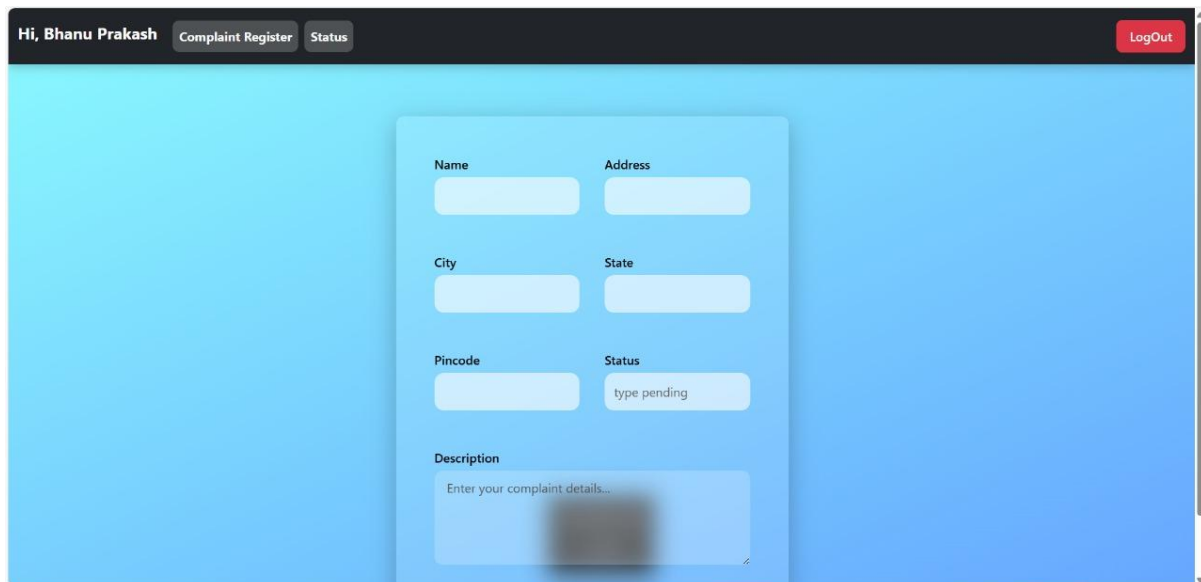 Hi, Bhanu Prakash Complaint Register Status LogOut
Name Address
City State
Pincode Status
type pending
Description
Enter your complaint details...